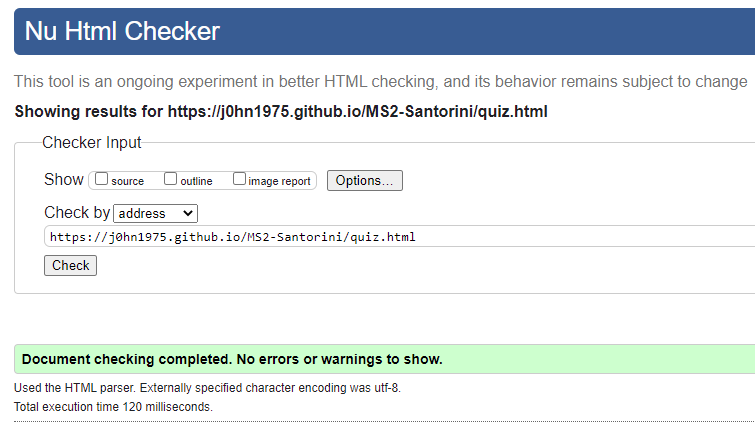 Nu Html Checker
This tool is an ongoing experiment in better HTML checking, and its behavior remains subject to change
Showing results for https://j0hn1975.github.io/MS2-Santorini/quiz.html
Checker Input
Show source outline image report Options...
Check by address
https://j0hn1975.github.io/MS2-Santorini/quiz.html
Check
Document checking completed. No errors or warnings to show.
Used the HTML parser. Externally specified character encoding was utf-8.
Total execution time 120 milliseconds.